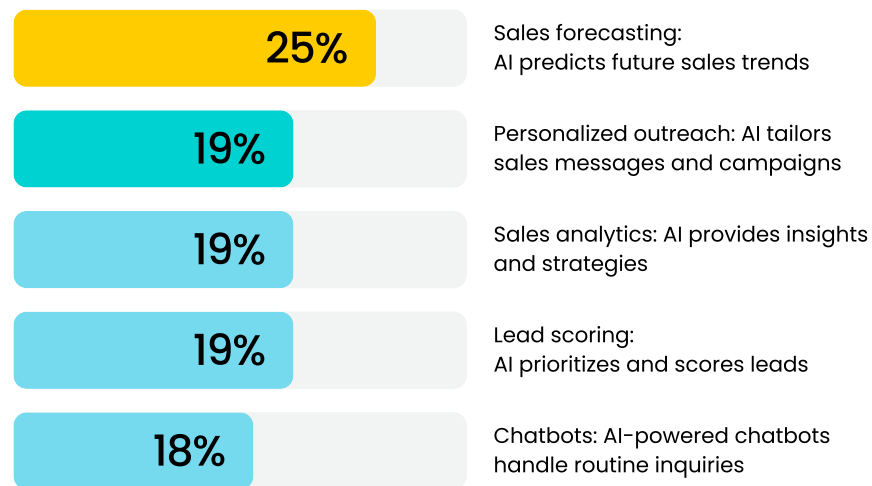 25%
Sales forecasting:
AI predicts future sales trends
19%
Personalized outreach: AI tailors
sales messages and campaigns
19%
Sales analytics: AI provides insights
and strategies
19%
Lead scoring:
AI prioritizes and scores leads
18%
Chatbots: AI-powered chatbots
handle routine inquiries